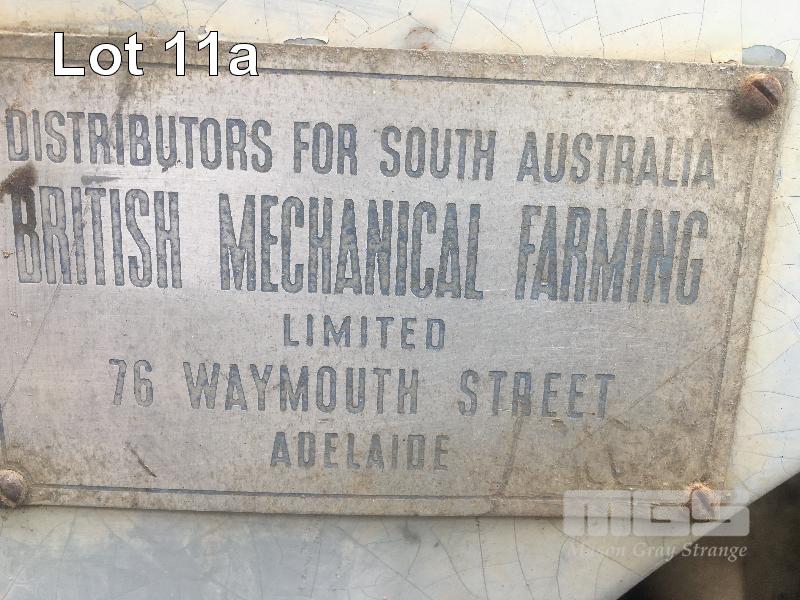 Lot 11a
DISTRIBUTORS FOR SOUTH AUSTRALIA
BRITISH MECHANICAL FARMING
LIMITED
76 WAYMOUTH STREET
ADELAIDE
MGS
Mason Gray Strange